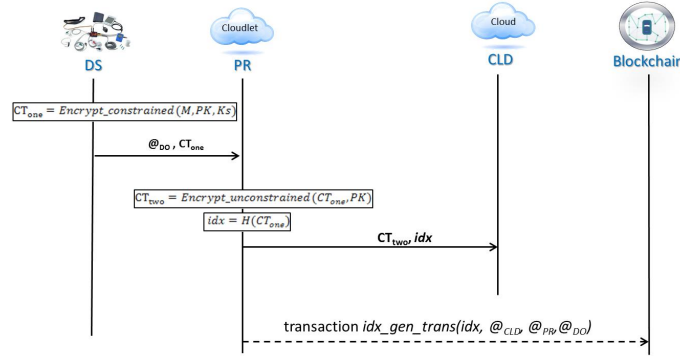 Cloudlet
Cloud
DS
PR
CLD
Blockchain
CT_one = Encrypt_constrained(M,PK,Ks)
@_DO , CT_one
CT_two = Encrypt_unconstrained(CT_one,PK)
idx = H(CT_one)
CT_two, idx
transaction idx_gen_trans(idx, @_CLD, @_PR,@_DO)